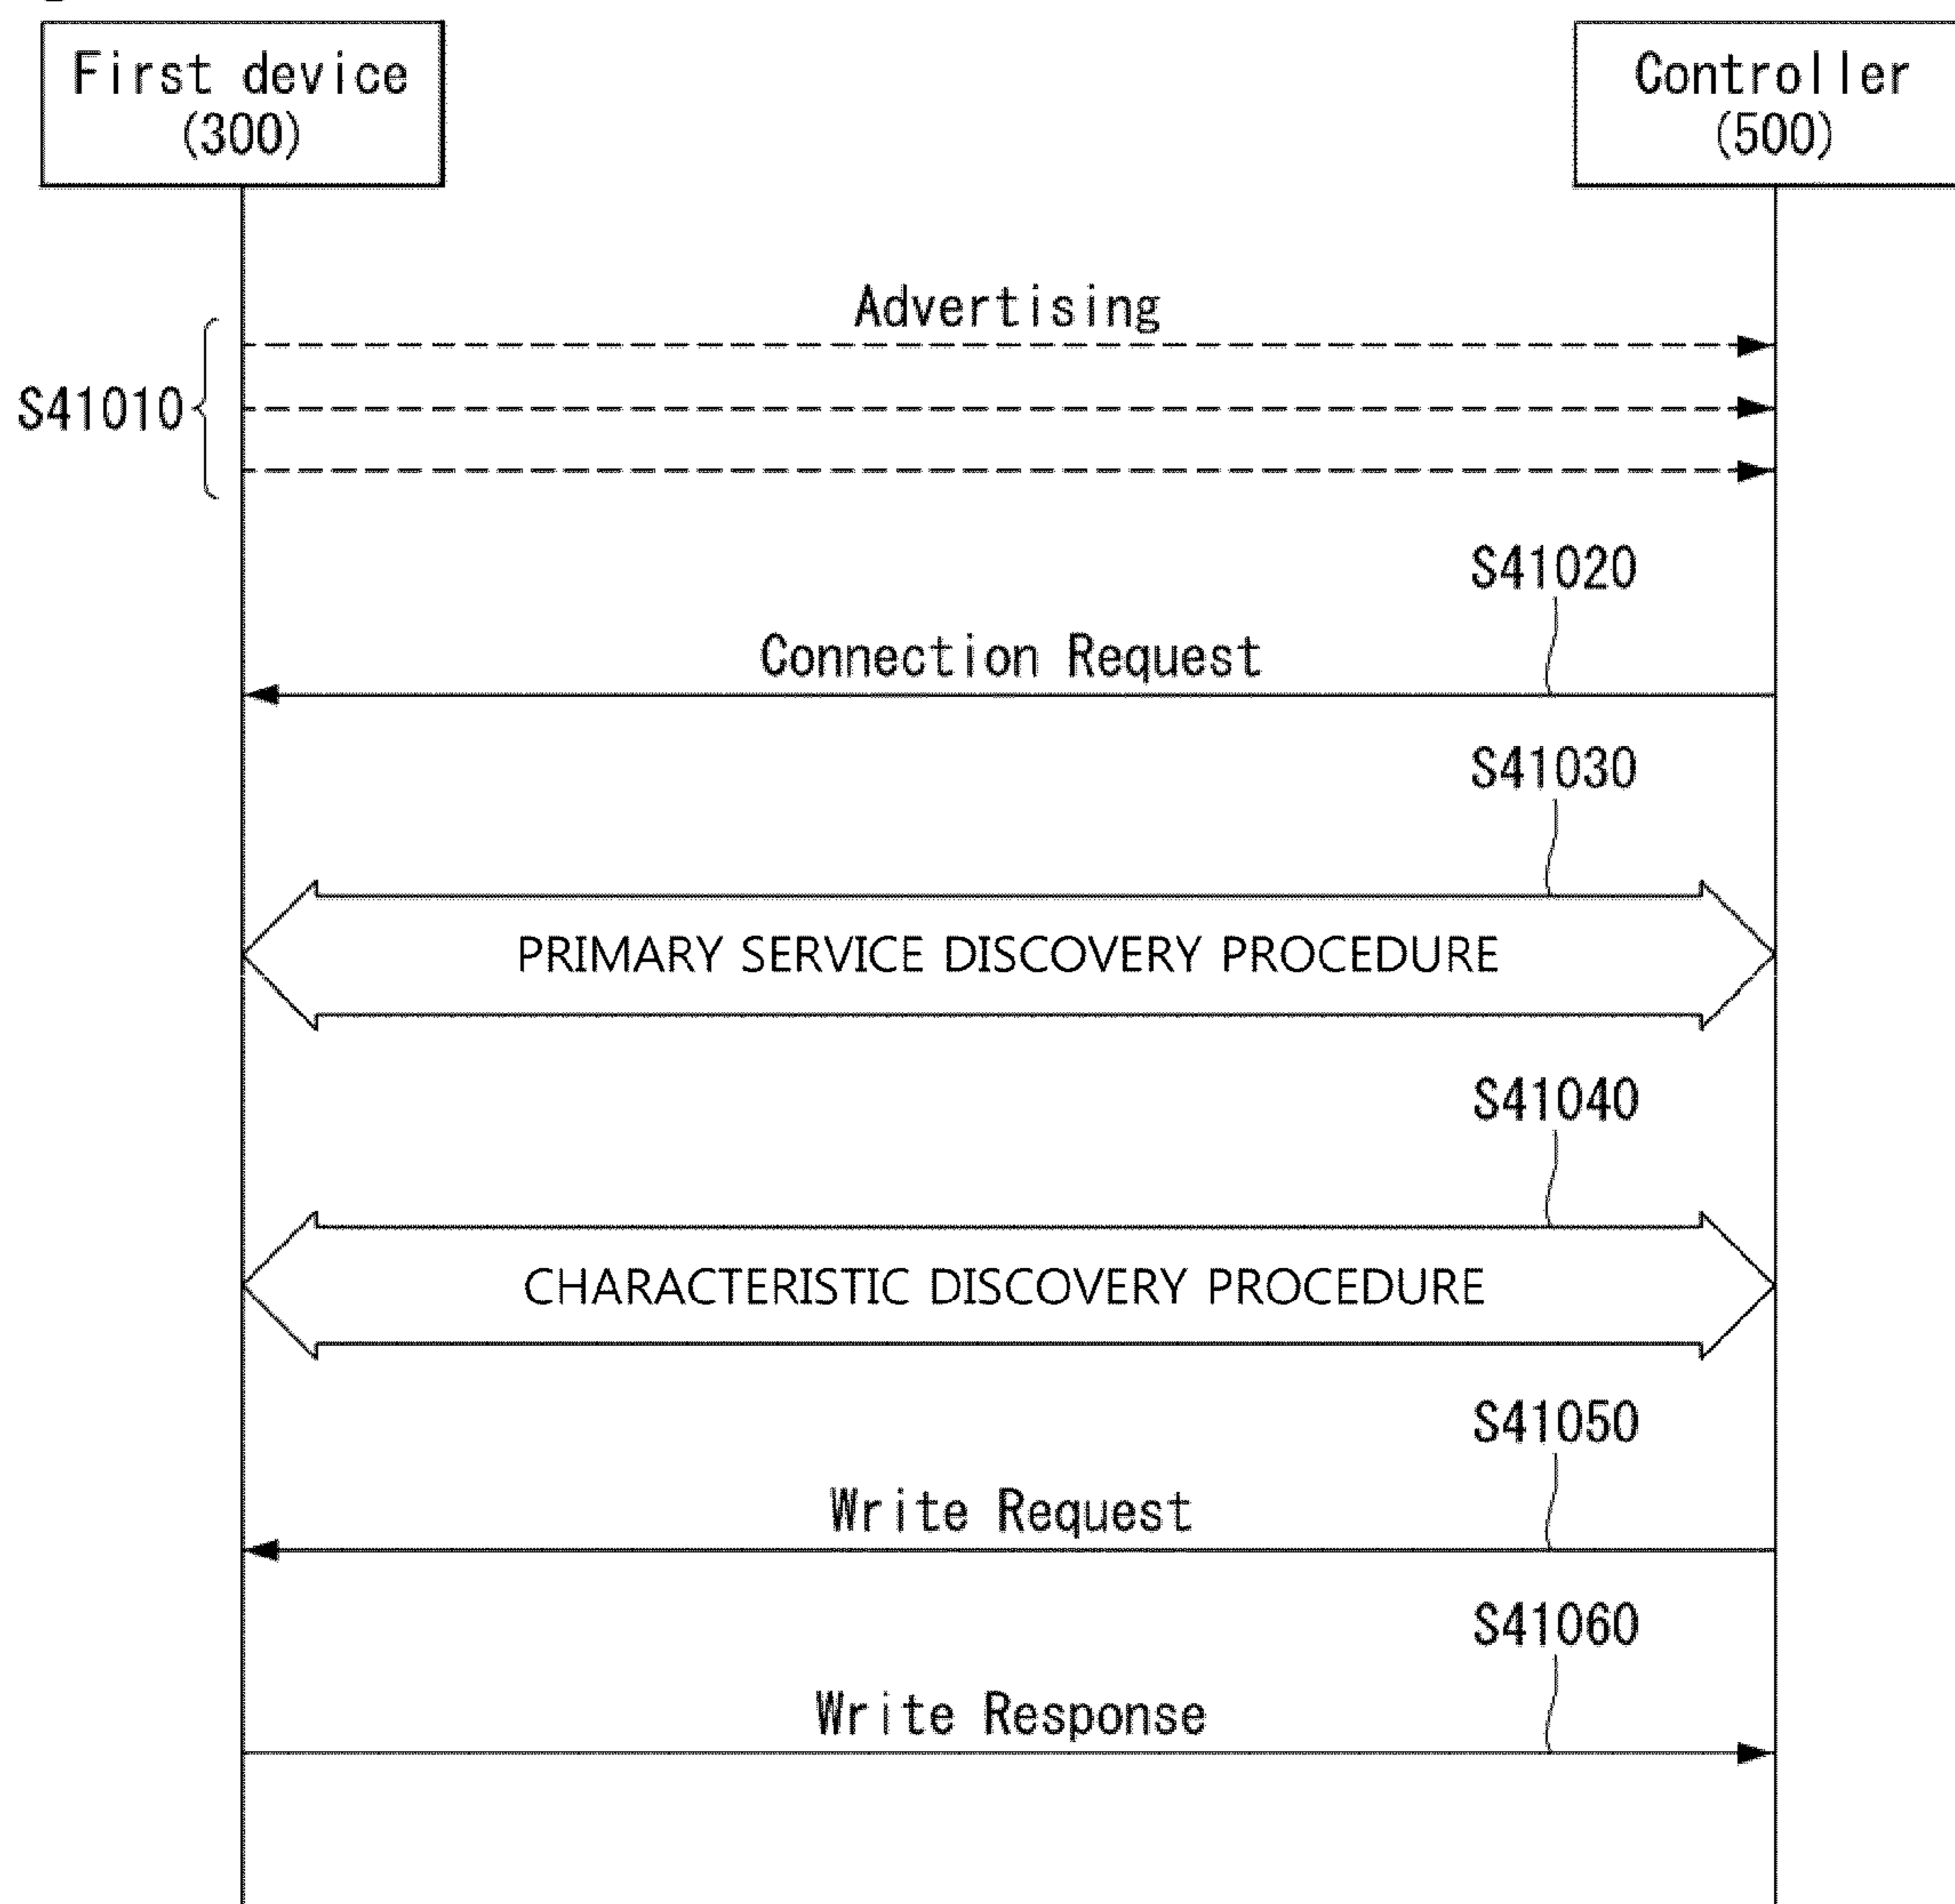 First device
(300)
Controller
(500)
Advertising
S41010
S41020
Connection Request
S41030
PRIMARY SERVICE DISCOVERY PROCEDURE
S41040
CHARACTERISTIC DISCOVERY PROCEDURE
S41050
Write Request
S41060
Write Response